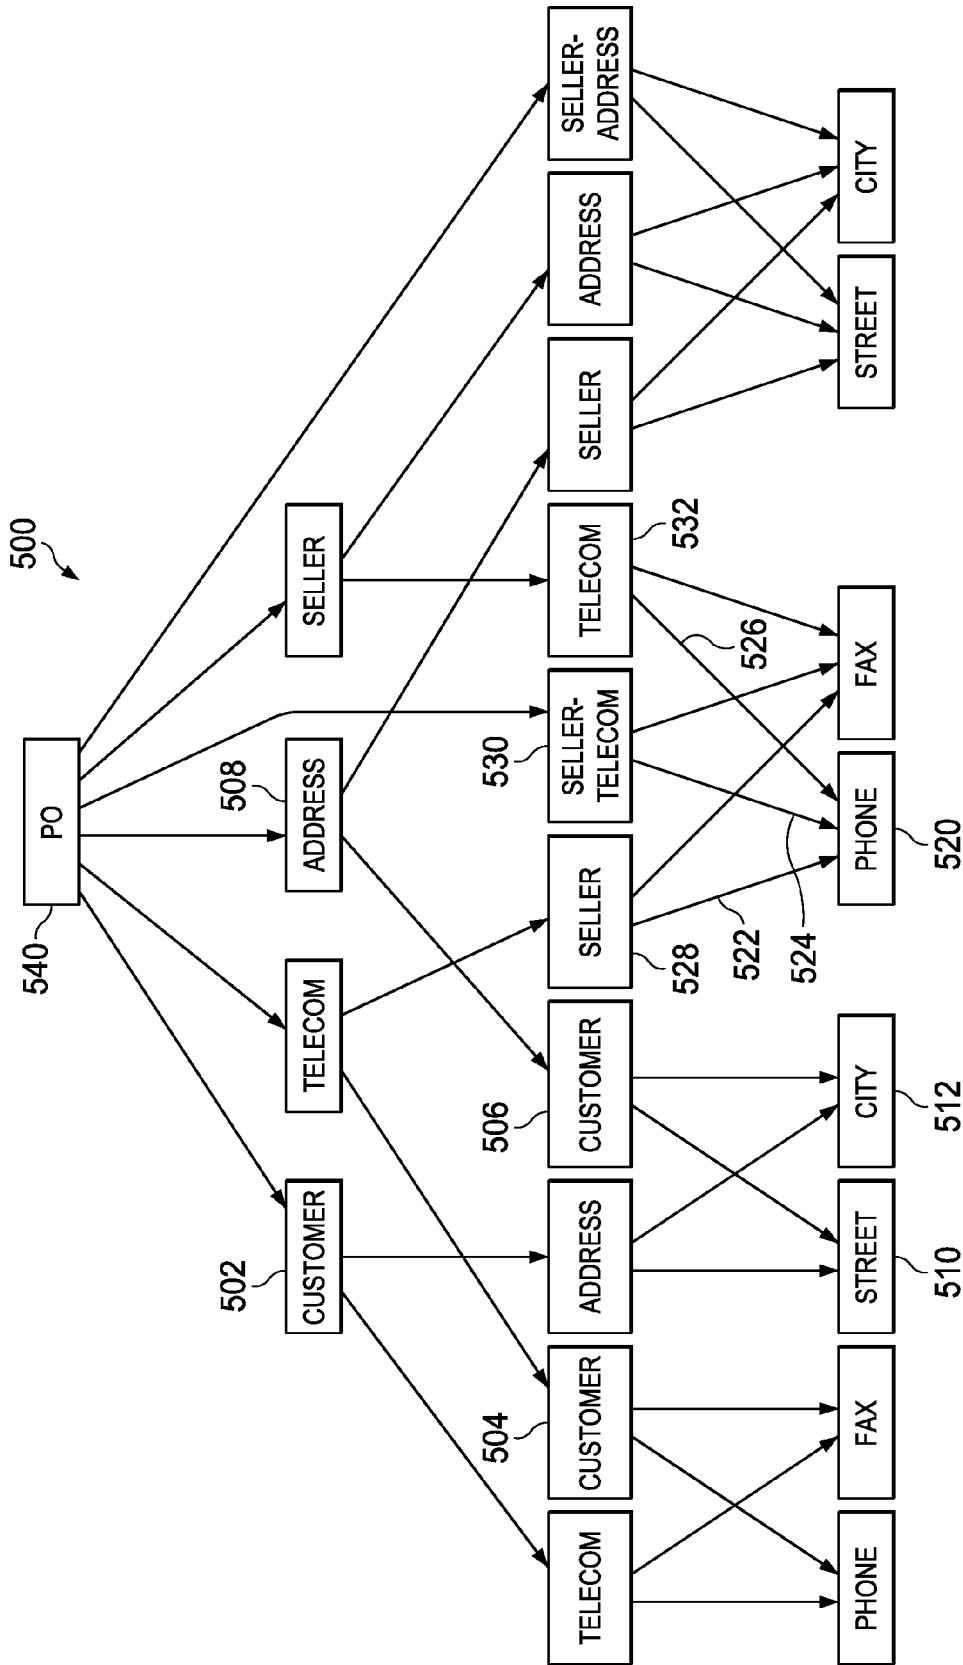 500
540
PO
502
508
CUSTOMER
TELECOM
ADDRESS
SELLER
504
506
530
TELECOM
CUSTOMER
ADDRESS
CUSTOMER
SELLER
SELLER-
TELECOM
TELECOM
SELLER
ADDRESS
SELLER-
ADDRESS
528
532
522
524
526
PHONE
FAX
STREET
CITY
PHONE
FAX
STREET
CITY
510
512
520